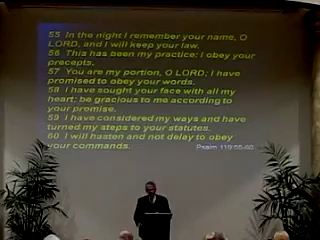 55 In the night I remember your name, O
LORD, and I will keep your law.
56 This has been my practice: I obey your
precepts.
57 You are my portion, O LORD; I have
promised to obey your words.
58 I have sought your face with all my
heart; be gracious to me according to
your promise.
59 I have considered my ways and have
turned my steps to your statutes.
60 I will hasten and not delay to obey
your commands.
Psalm 119:55-60